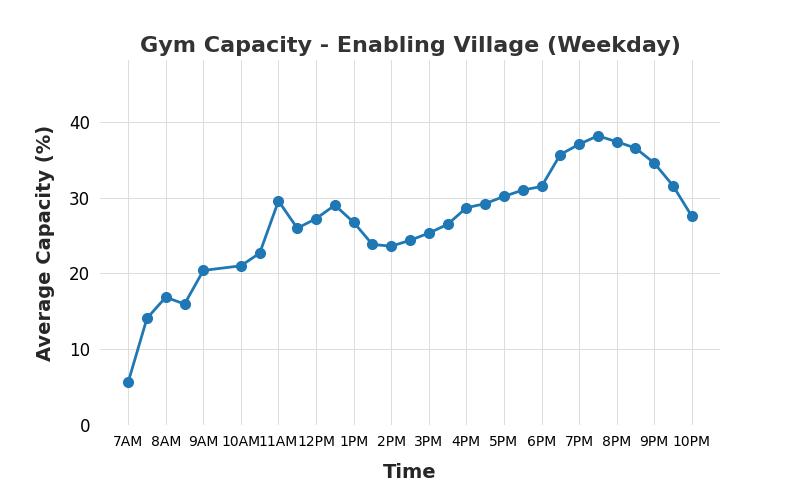 Gym Capacity - Enabling Village (Weekday)
Average Capacity (%)
40
30
20
10
0
7AM 8AM 9AM 10AM 11AM 12PM 1PM 2PM 3PM 4PM 5PM 6PM 7PM 8PM 9PM 10PM
Time